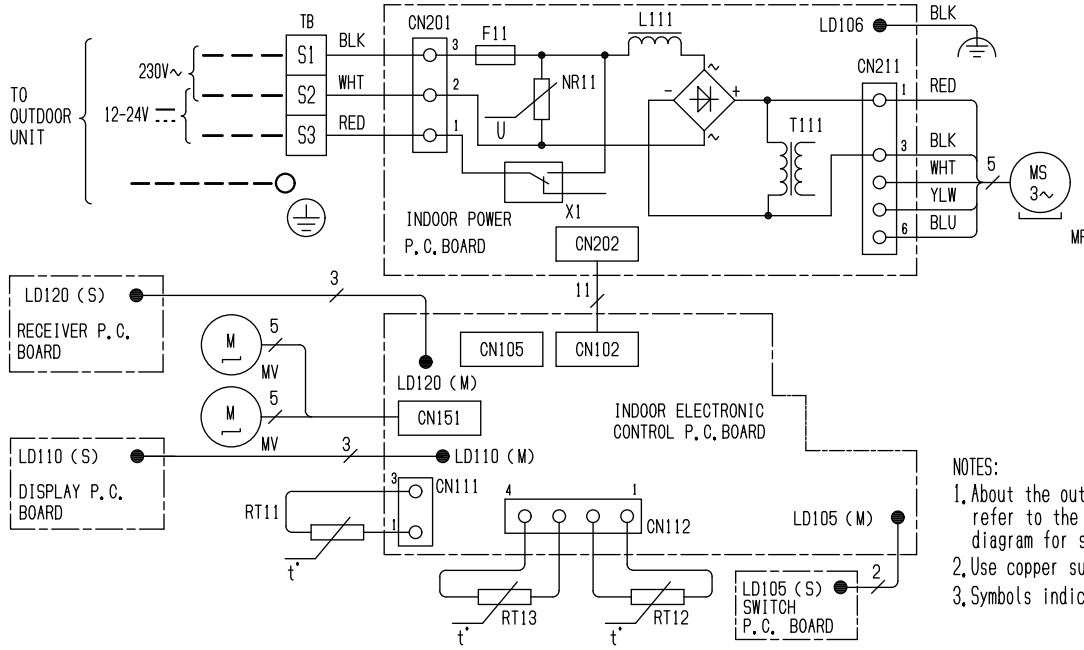 TB
CN201
L111
LD106
BLK
S1
BLK
3
F11
230V~
S2
WHT
2
NR11
CN211
1
RED
TO
OUTDOOR
UNIT
12-24V
S3
RED
1
U
~
-
+
~
T111
3
BLK
WHT
5
MS
3~
YLW
X1
6
BLU
INDOOR POWER
P.C.BOARD
CN202
11
LD120 (S)
3
RECEIVER P.C.
BOARD
M
5
MV
CN105
CN102
LD120 (M)
M
5
MV
CN151
INDOOR ELECTRONIC
CONTROL P.C.BOARD
LD110 (S)
3
LD110 (M)
DISPLAY P.C.
BOARD
3
CN111
RT11
1
t°
4
1
CN112
LD105 (M)
RT13
t°
RT12
t°
LD105 (S)
2
SWITCH
P.C. BOARD
NOTES:
1.About the
refer to the
diagram for
2.Use copper
3.Symbols